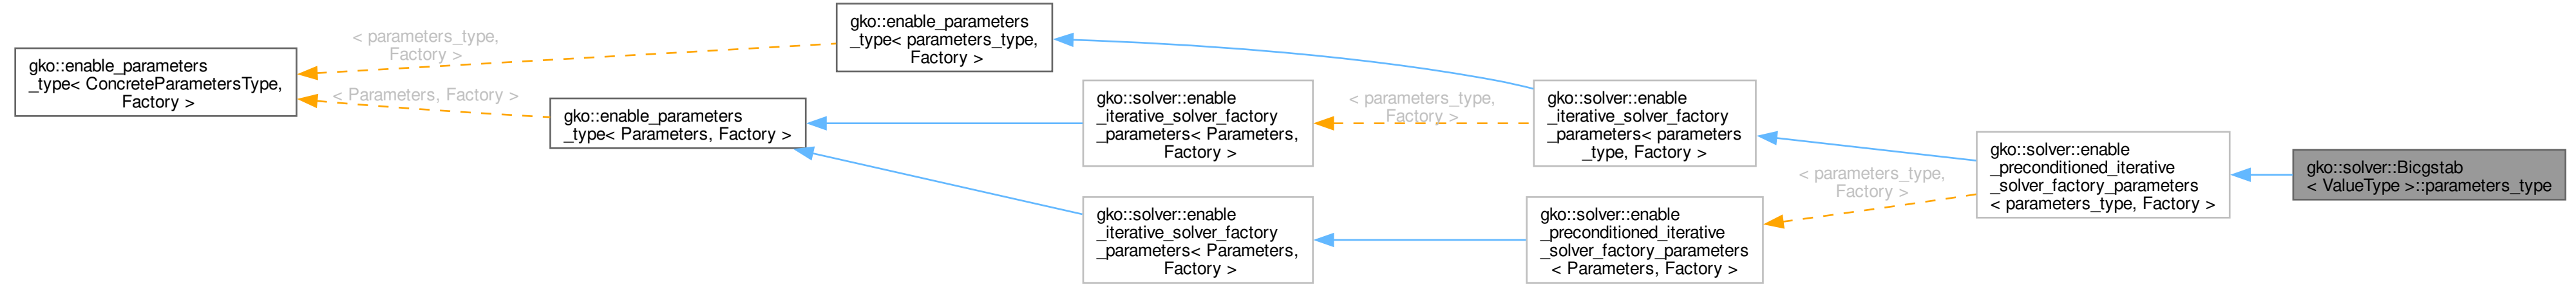 gko::enable_parameters
_type< ConcreteParametersType,
Factory >
< parameters_type,
Factory >
< Parameters, Factory >
gko::enable_parameters
_type< parameters_type,
Factory >
gko::enable_parameters
_type< Parameters, Factory >
gko::solver::enable
_iterative_solver_factory
_parameters< Parameters,
Factory >
gko::solver::enable
_iterative_solver_factory
_parameters< Parameters,
Factory >
< parameters_type,
Factory >
gko::solver::enable
_iterative_solver_factory
_parameters< parameters
_type, Factory >
gko::solver::enable
_preconditioned_iterative
_solver_factory_parameters
< Parameters, Factory >
< parameters_type,
Factory >
gko::solver::enable
_preconditioned_iterative
_solver_factory_parameters
< parameters_type, Factory >
gko::solver::Bicgstab
< ValueType >::parameters_type